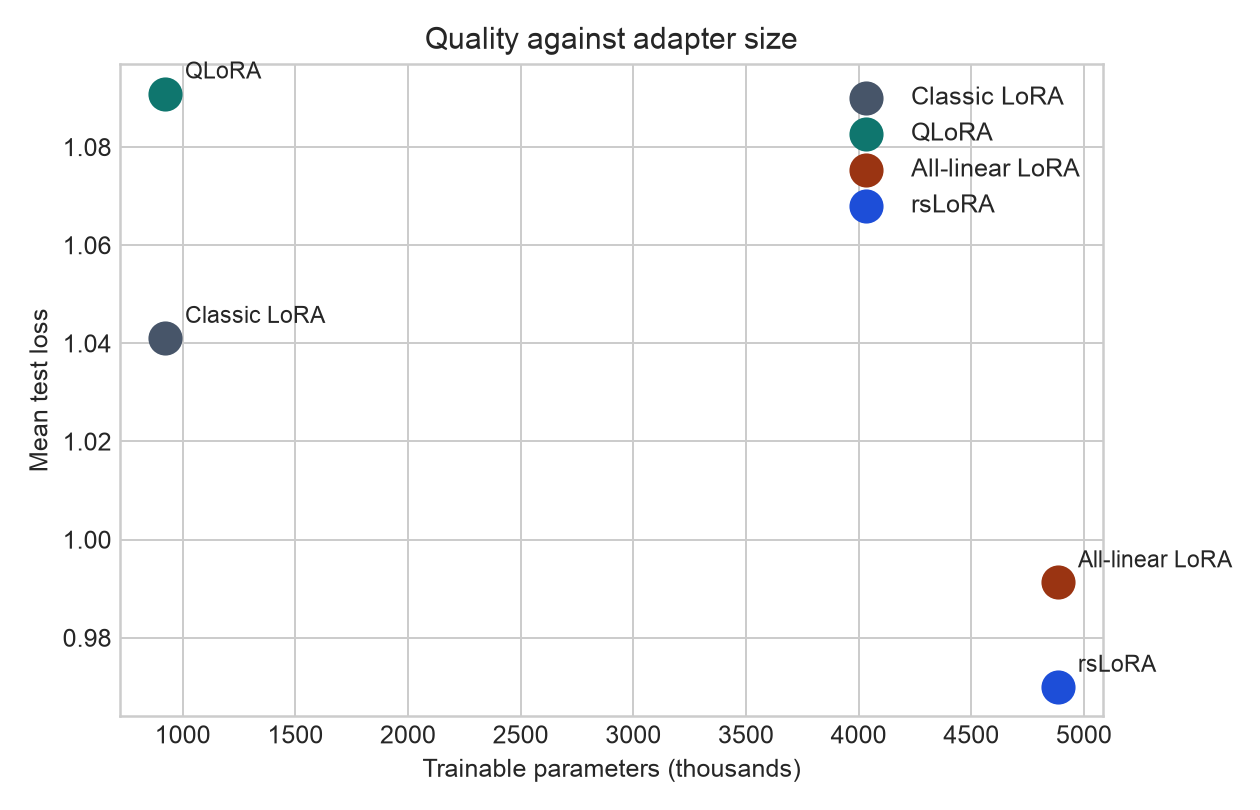 Quality against adapter size
QLoRA
Classic LoRA
QLoRA
All-linear LoRA
rsLoRA
1.08
1.06
1.04
1.02
1.00
0.98
Mean test loss
Classic LoRA
All-linear LoRA
rsLoRA
1000 1500 2000 2500 3000 3500 4000 4500 5000
Trainable parameters (thousands)